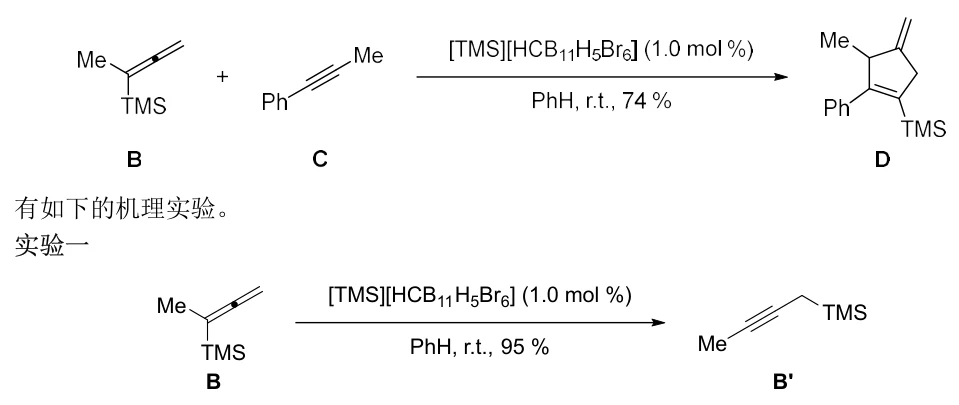 Me
TMS
B
+
Me
Ph
C
[TMS][HCB₁₁H₅Br₆] (1.0 mol %)
PhH, r.t., 74 %
Me
Ph
TMS
D
有如下的机理实验。
实验一
Me
TMS
B
[TMS][HCB₁₁H₅Br₆] (1.0 mol %)
PhH, r.t., 95 %
TMS
Me
B'